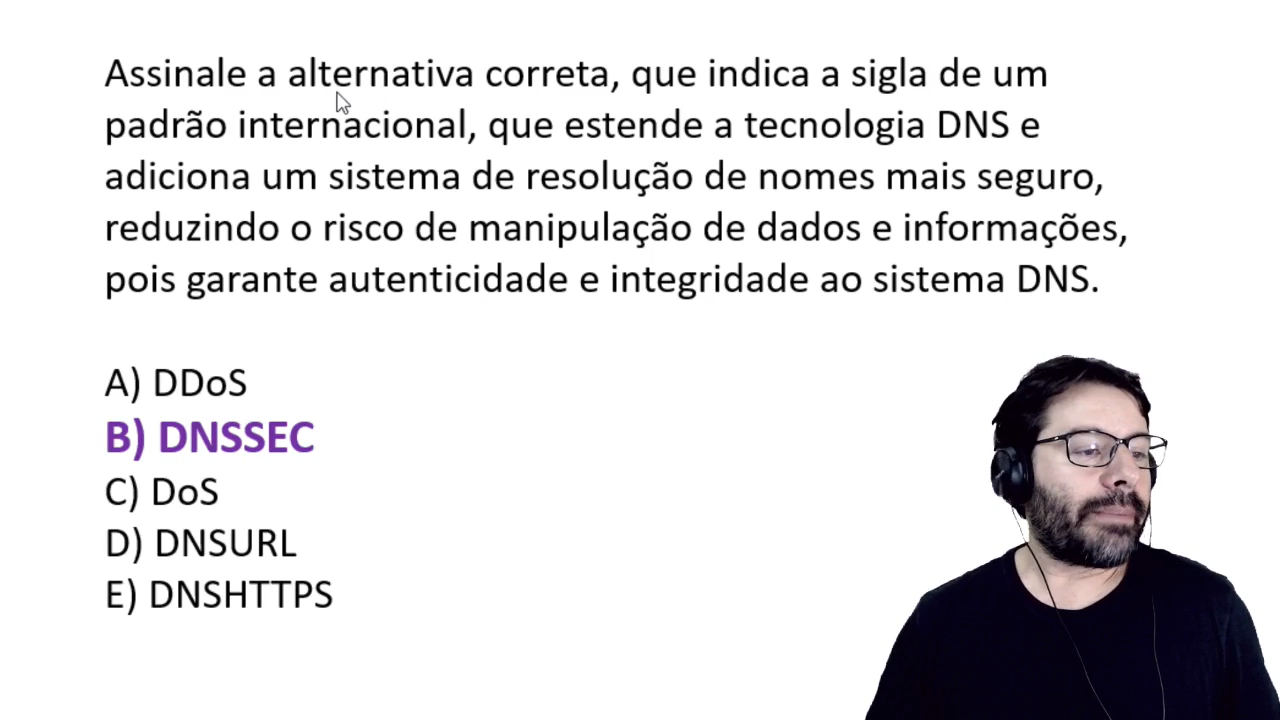 Assinale a alternativa correta, que indica a sigla de um
padrão internacional, que estende a tecnologia DNS e
adiciona um sistema de resolução de nomes mais seguro,
reduzindo o risco de manipulação de dados e informações,
pois garante autenticidade e integridade ao sistema DNS.
A) DDoS
B) DNSSEC
C) DoS
D) DNSURL
E) DNSHTTPS